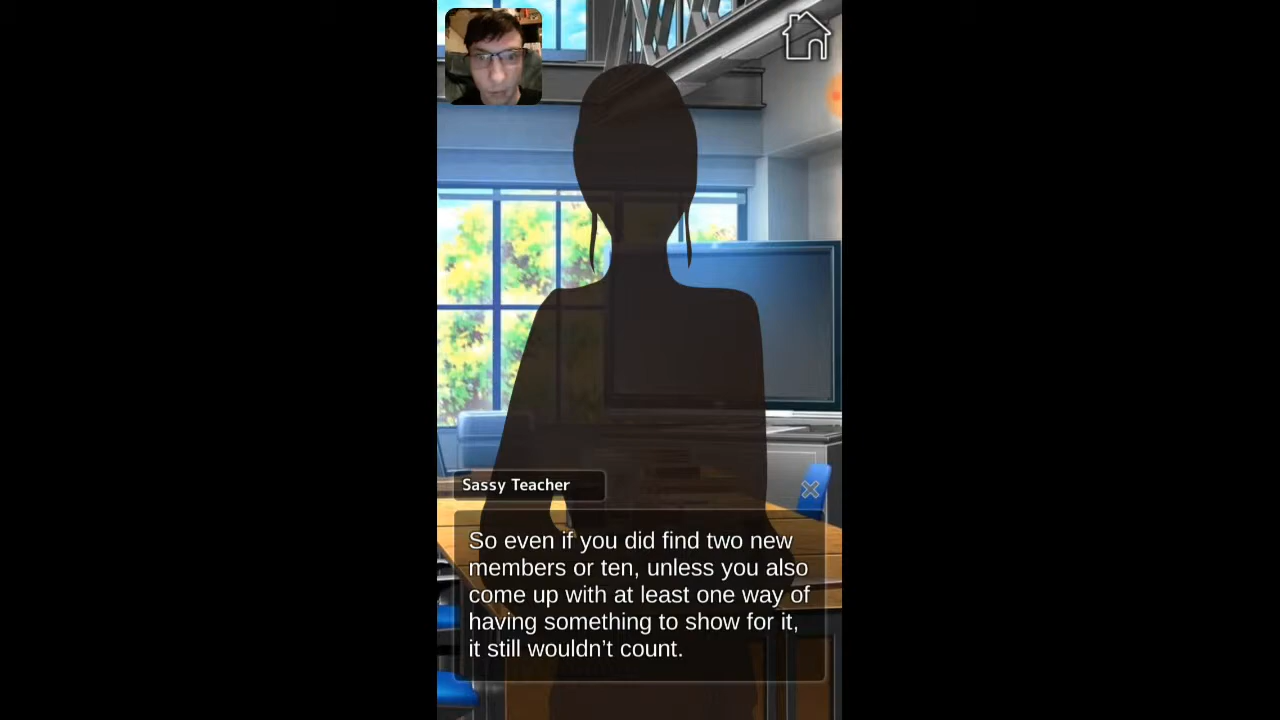 Sassy Teacher
So even if you did find two new
members or ten, unless you also
come up with at least one way of
having something to show for it,
it still wouldn’t count.